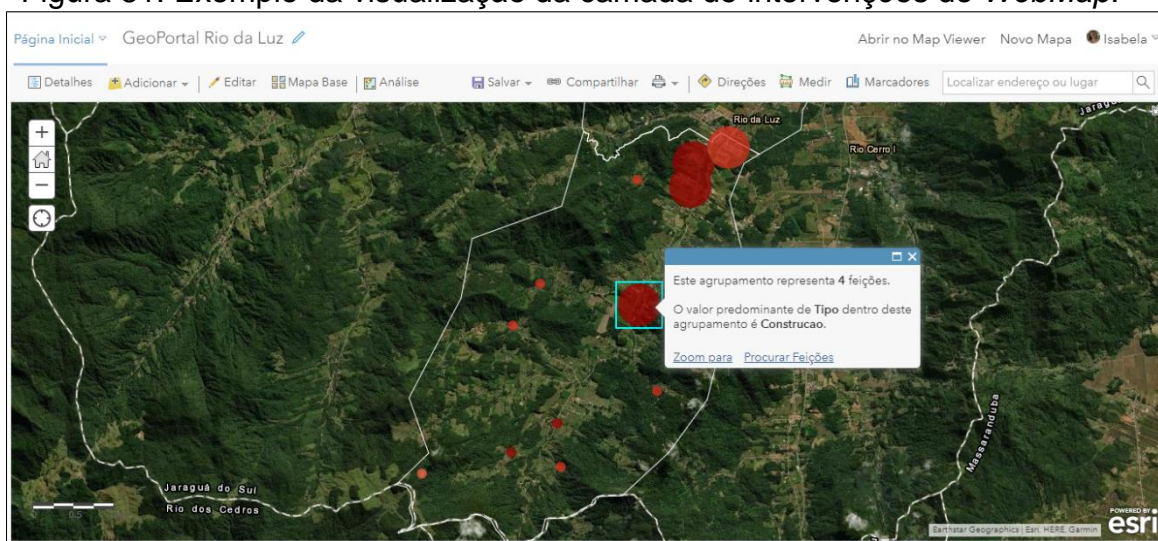 Figura 31: Exemplo da visualização da camada de intervenções do WebMap.
Página Inicial GeoPortal Rio da Luz Abrir no Map Viewer Novo Mapa Isabela
Detalhes Adicionar Editar Mapa Base Análise Salvar Compartilhar Direções Medir Marcadores Localizar endereço ou lugar
Rio da Luz
Rio Cerro I
Este agrupamento representa 4 feições.
O valor predominante de Tipo dentro deste
agrupamento é Construcao.
Zoom para Procurar Feições
Massaranduba
Jaraguá do Sul
Rio dos Cedros
Earthstar Geographics | Esri, HERE, Garmin
POWERED BY
esri